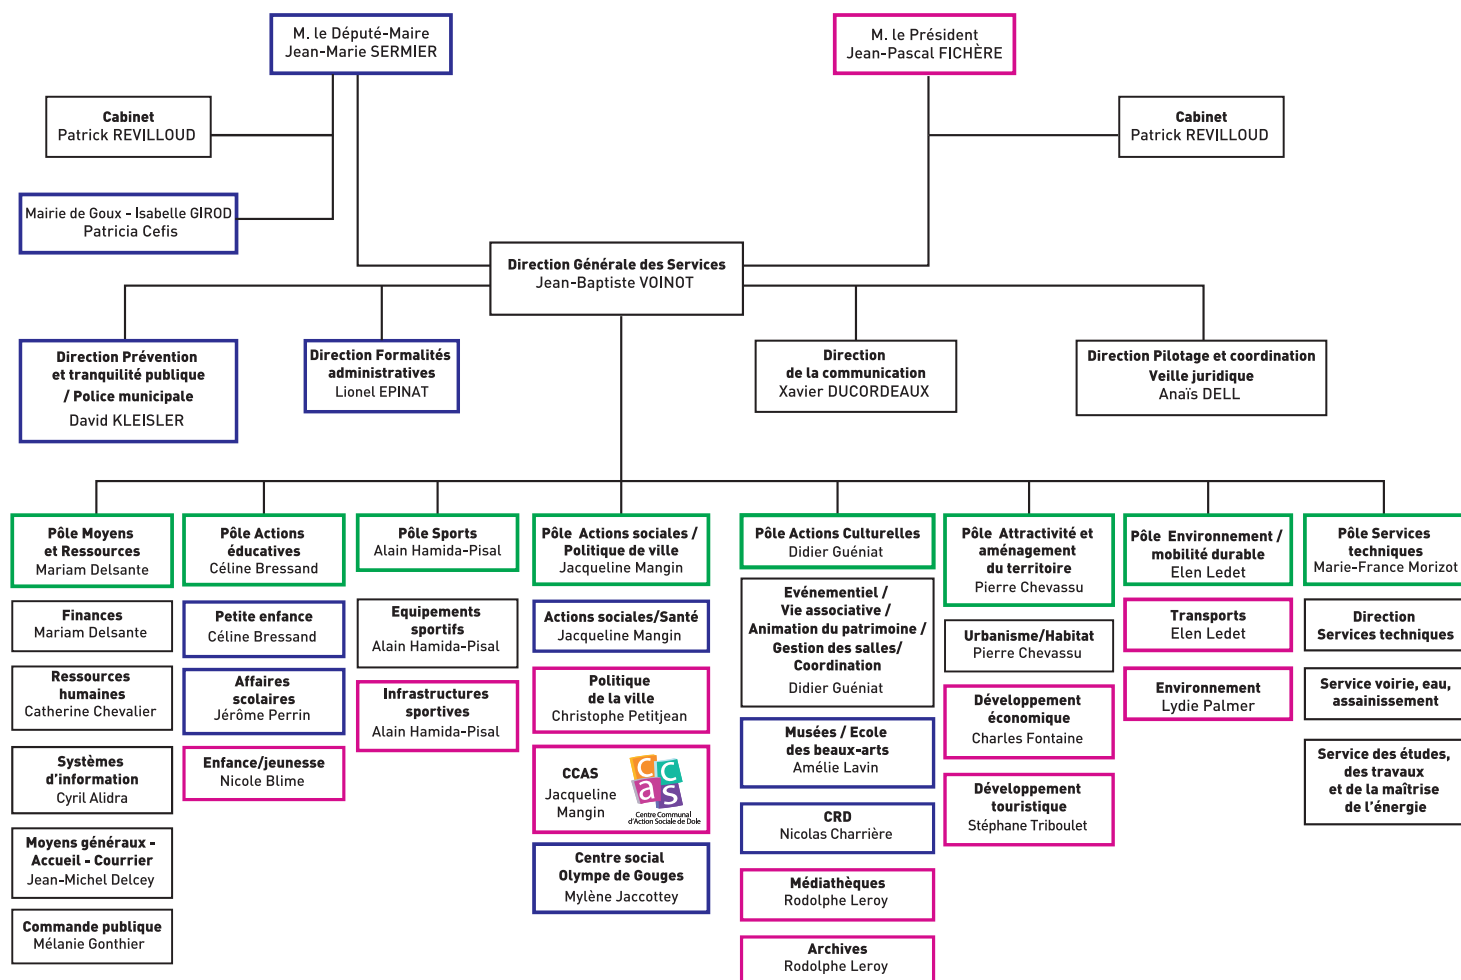 M. le Député-Maire
Jean-Marie SERMIER
M. le Président
Jean-Pascal FICHÈRE
Cabinet
Patrick REVILLOUD
Cabinet
Patrick REVILLOUD
Mairie de Goux - Isabelle GIROD
Patricia Cefis
Direction Générale des Services
Jean-Baptiste VOINOT
Direction Prévention
et tranquilité publique
/ Police municipale
David KLEISLER
Direction Formalités
administratives
Lionel EPINAT
Direction
de la communication
Xavier DUCORDEAUX
Direction Pilotage et coordination
Veille juridique
Anaïs DELL
Pôle Moyens
et Ressources
Mariam Delsante
Finances
Mariam Delsante
Ressources
humaines
Catherine Chevalier
Systèmes
d'information
Cyril Alidra
Moyens généraux -
Accueil - Courrier
Jean-Michel Delcey
Commande publique
Mélanie Gonthier
Pôle Actions
éducatives
Céline Bressand
Petite enfance
Céline Bressand
Affaires
scolaires
Jérôme Perrin
Enfance/jeunesse
Nicole Blime
Pôle Sports
Alain Hamida-Pisal
Equipements
sportifs
Alain Hamida-Pisal
Infrastructures
sportives
Alain Hamida-Pisal
Pôle Actions sociales /
Politique de ville
Jacqueline Mangin
Actions sociales/Santé
Jacqueline Mangin
Politique
de la ville
Christophe Petitjean
CCAS
Jacqueline
Mangin
ccas
Centre Communal
d'Action Sociale de Dole
Centre social
Olympe de Gouges
Mylène Jaccottey
Pôle Actions Culturelles
Didier Guéniat
Evénementiel /
Vie associative /
Animation du patrimoine /
Gestion des salles/
Coordination
Didier Guéniat
Musées / Ecole
des beaux-arts
Amélie Lavin
CRD
Nicolas Charrière
Médiathèques
Rodolphe Leroy
Archives
Rodolphe Leroy
Pôle Attractivité et
aménagement
du territoire
Pierre Chevassu
Urbanisme/Habitat
Pierre Chevassu
Développement
économique
Charles Fontaine
Développement
touristique
Stéphane Triboulet
Pôle Environnement /
mobilité durable
Elen Ledet
Transports
Elen Ledet
Environnement
Lydie Palmer
Pôle Services
techniques
Marie-France Morizot
Direction
Services techniques
Service voirie, eau,
assainissement
Service des études,
des travaux
et de la maîtrise
de l'énergie